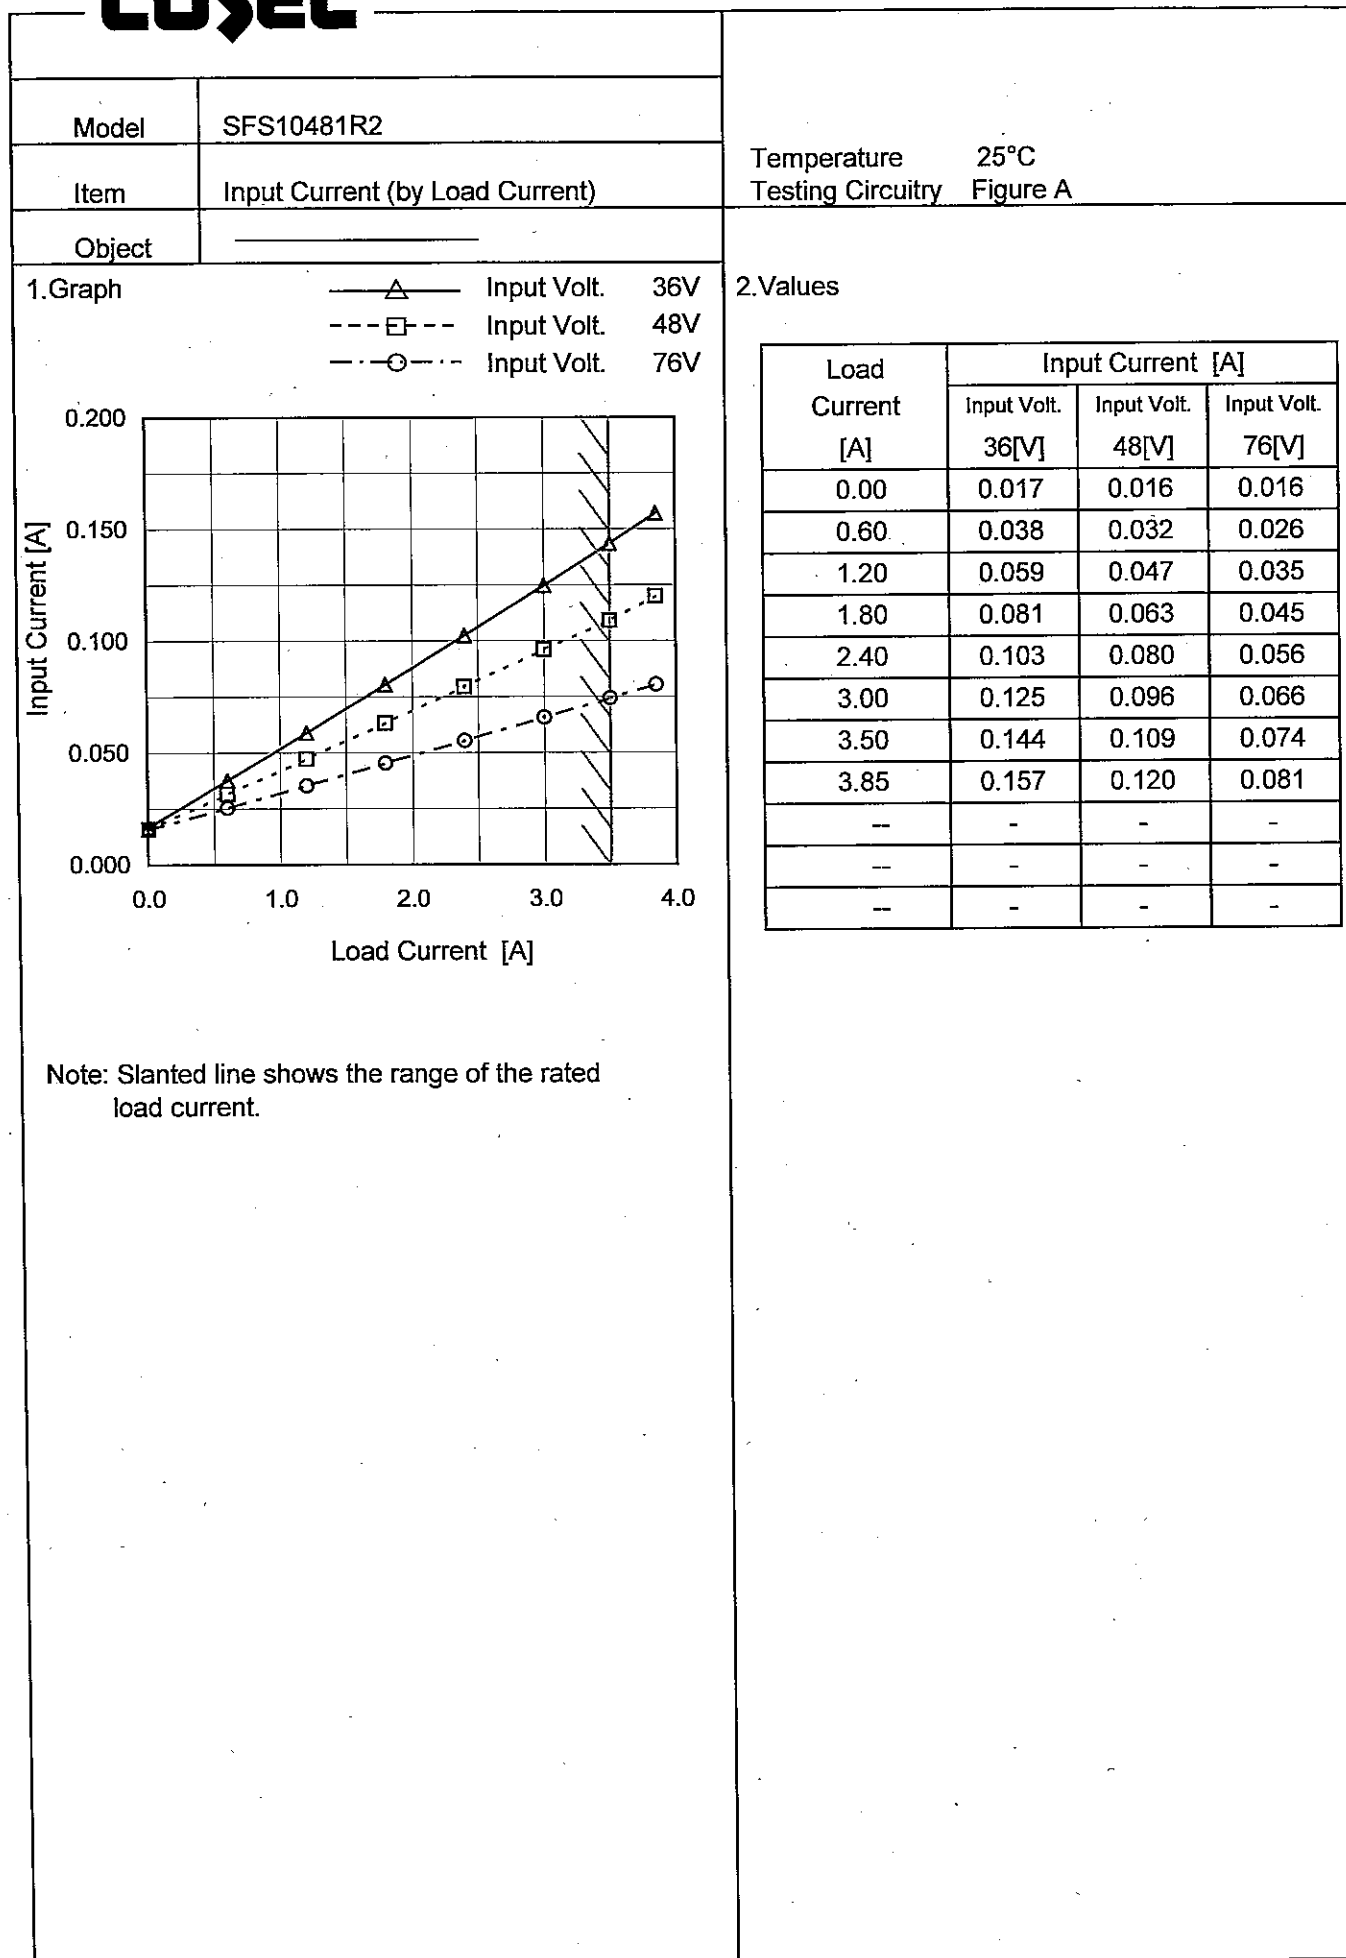 COSEL
Model SFS10481R2
Item Input Current (by Load Current)
Object
Temperature 25°C
Testing Circuitry Figure A
1.Graph
Input Volt. 36V
Input Volt. 48V
Input Volt. 76V
0.200
0.150
0.100
0.050
0.000
Input Current [A]
0.0 1.0 2.0 3.0 4.0
Load Current [A]
Note: Slanted line shows the range of the rated
load current.
2.Values
Load Input Current [A]
Current Input Volt. Input Volt. Input Volt.
[A] 36[V] 48[V] 76[V]
0.00 0.017 0.016 0.016
0.60 0.038 0.032 0.026
1.20 0.059 0.047 0.035
1.80 0.081 0.063 0.045
2.40 0.103 0.080 0.056
3.00 0.125 0.096 0.066
3.50 0.144 0.109 0.074
3.85 0.157 0.120 0.081
-- - - -
-- - - -
-- - - -